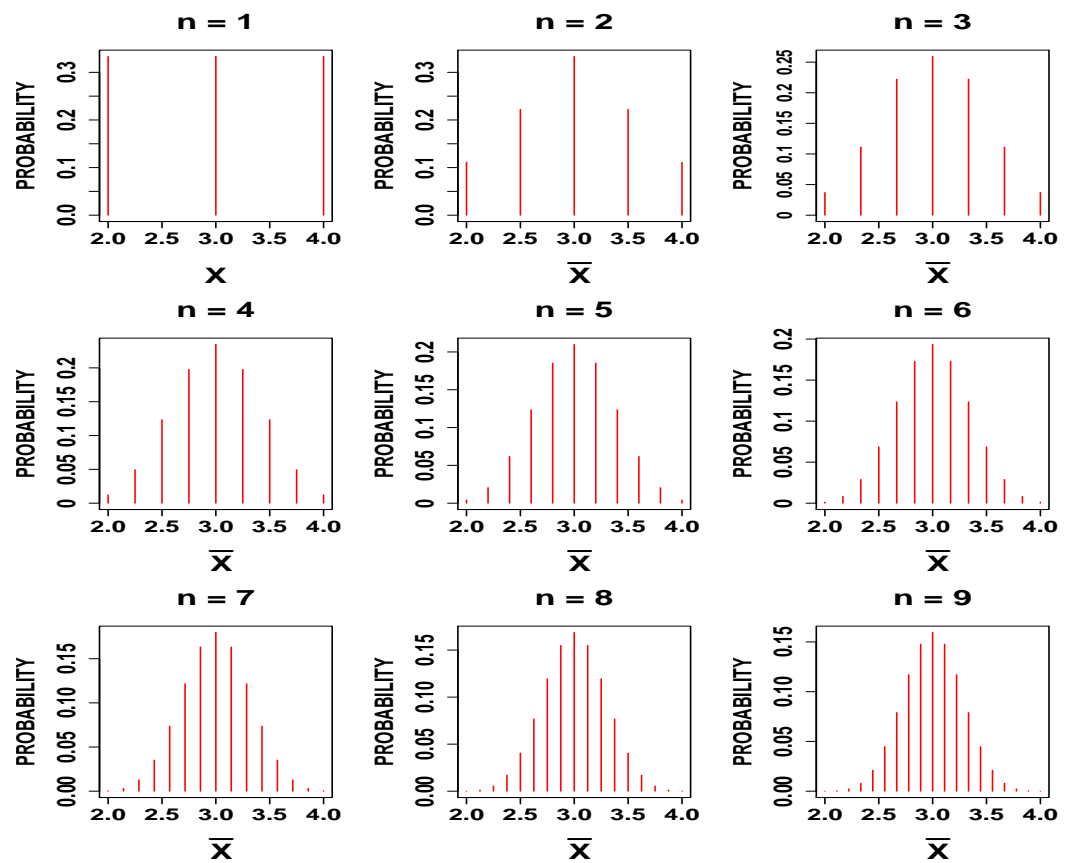 n = 1
PROBABILITY
0.0 0.1 0.2 0.3
2.0 2.5 3.0 3.5 4.0
X
n = 2
PROBABILITY
0.0 0.1 0.2 0.3
2.0 2.5 3.0 3.5 4.0
X̅
n = 3
PROBABILITY
0 0.05 0.1 0.15 0.2 0.25
2.0 2.5 3.0 3.5 4.0
X̅
n = 4
PROBABILITY
0 0.05 0.1 0.15 0.2
2.0 2.5 3.0 3.5 4.0
X̅
n = 5
PROBABILITY
0 0.05 0.1 0.15 0.2
2.0 2.5 3.0 3.5 4.0
X̅
n = 6
PROBABILITY
0 0.05 0.1 0.15 0.2
2.0 2.5 3.0 3.5 4.0
X̅
n = 7
PROBABILITY
0.00 0.05 0.10 0.15
2.0 2.5 3.0 3.5 4.0
X̅
n = 8
PROBABILITY
0.00 0.05 0.10 0.15
2.0 2.5 3.0 3.5 4.0
X̅
n = 9
PROBABILITY
0.00 0.05 0.10 0.15
2.0 2.5 3.0 3.5 4.0
X̅